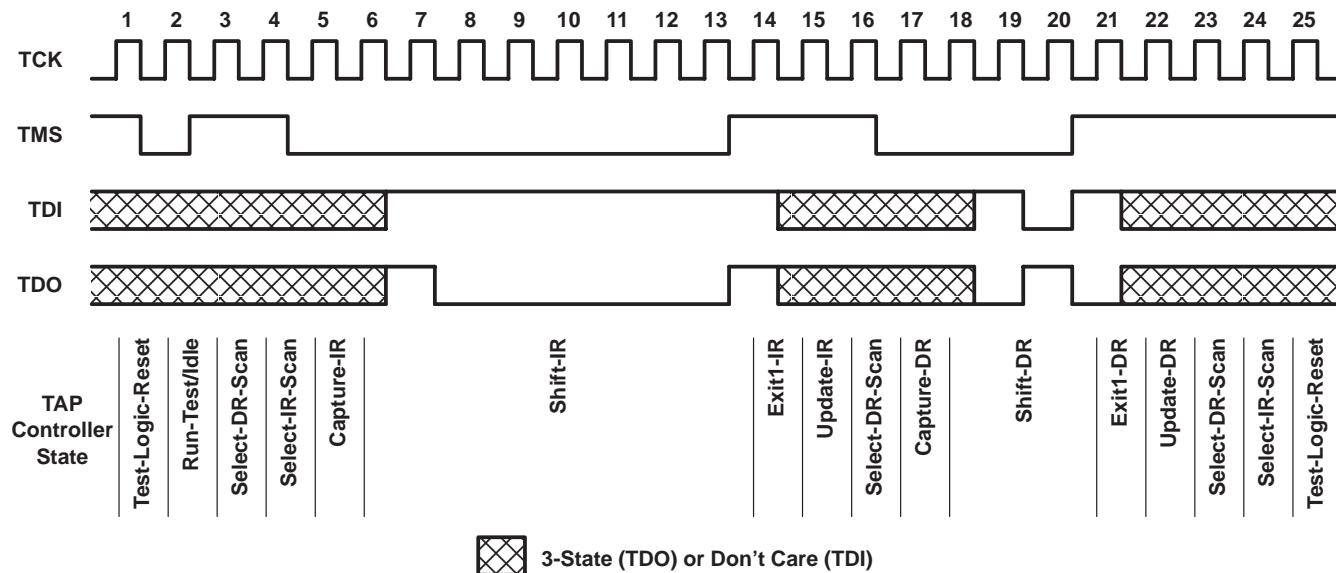 1 2 3 4 5 6 7 8 9 10 11 12 13 14 15 16 17 18 19 20 21 22 23 24 25
TCK
TMS
TDI
TDO
TAP
Controller
State
Test-Logic-Reset
Run-Test/Idle
Select-DR-Scan
Select-IR-Scan
Capture-IR
Shift-IR
Exit1-IR
Update-IR
Select-DR-Scan
Capture-DR
Shift-DR
Exit1-DR
Update-DR
Select-DR-Scan
Select-IR-Scan
Test-Logic-Reset
3-State (TDO) or Don't Care (TDI)